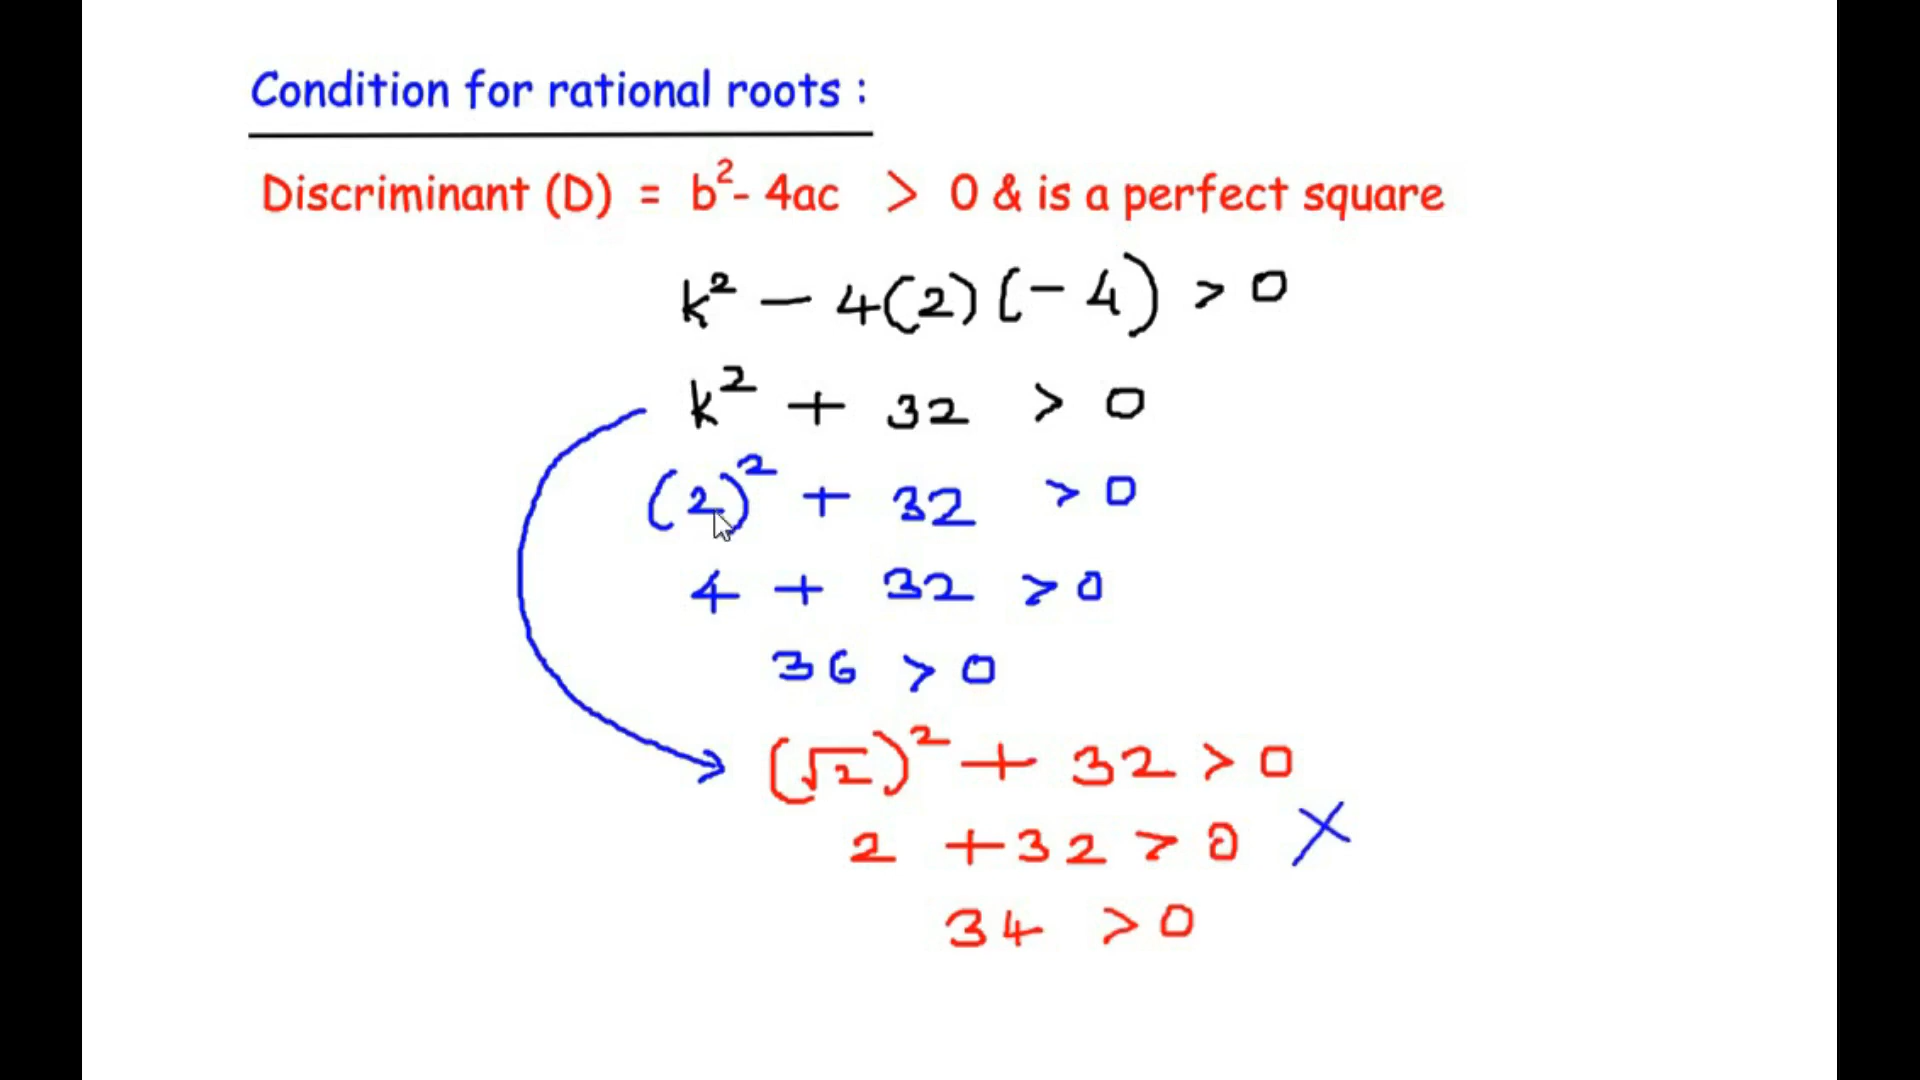 Condition for rational roots :
Discriminant (D) = b² - 4ac > 0 & is a perfect square
k² - 4(2)(-4) > 0
k² + 32 > 0
(2)² + 32 > 0
4 + 32 > 0
36 > 0
(√2)² + 32 > 0
2 + 32 > 0 ×
34 > 0